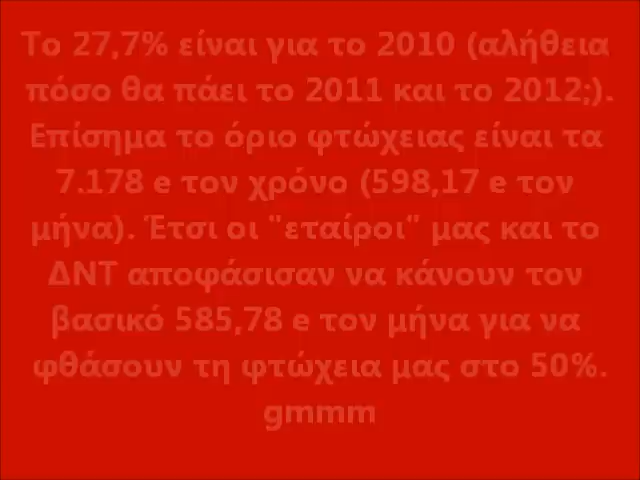 Το 27,7% είναι για το 2010 (αλήθεια
πόσο θα πάει το 2011 και το 2012;).
Επίσημα το όριο φτώχειας είναι τα
7.178 e τον χρόνο (598,17 e τον
μήνα). Έτσι οι "εταίροι" μας και το
ΔΝΤ αποφάσισαν να κάνουν τον
βασικό 585,78 e τον μήνα για να
φθάσουν τη φτώχεια μας στο 50%.
gmmm